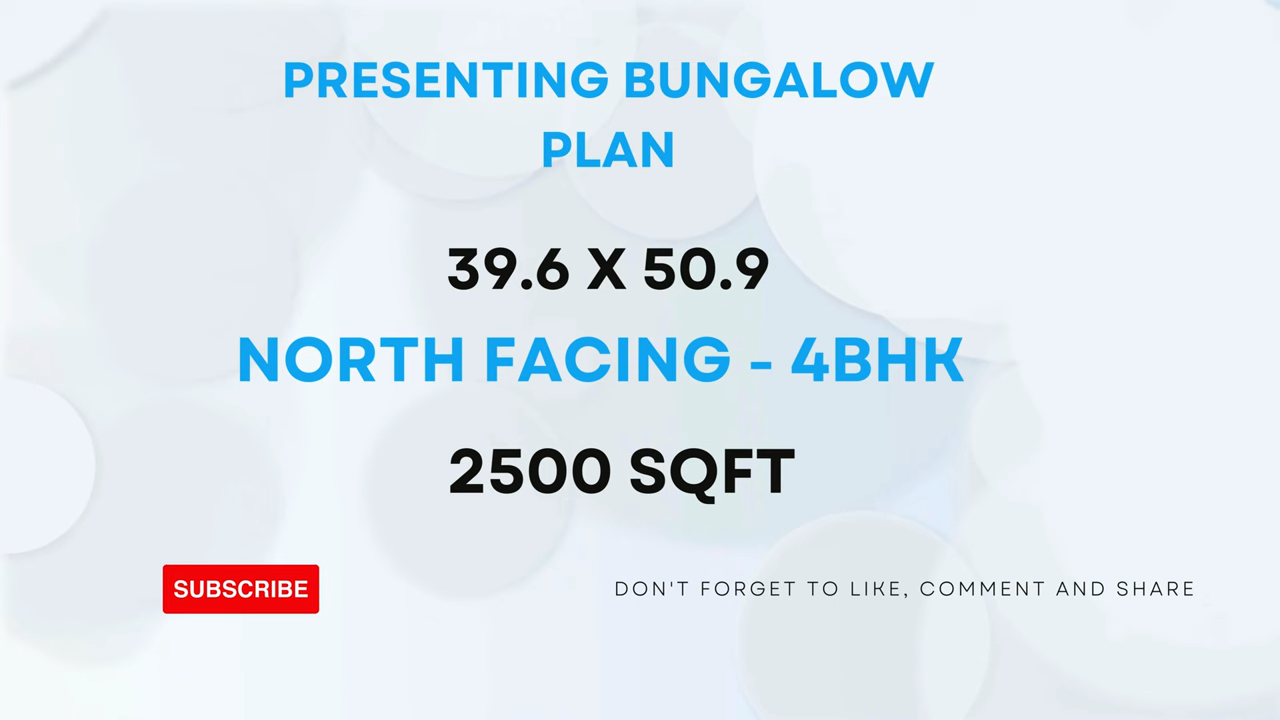 PRESENTING BUNGALOW
PLAN
39.6 X 50.9
NORTH FACING - 4BHK
2500 SQFT
SUBSCRIBE
DON'T FORGET TO LIKE, COMMENT AND SHARE